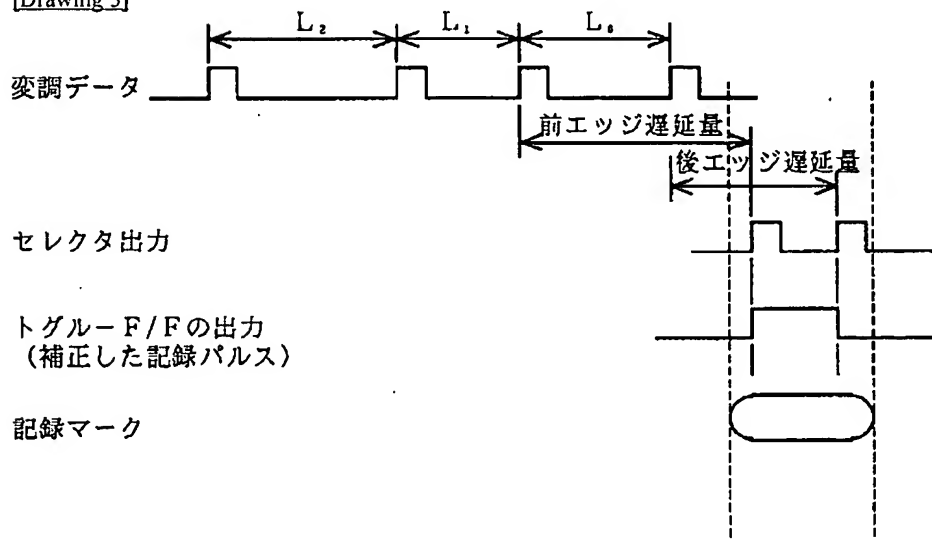 [Drawing 3]
L₂ L₁ L₀
変調データ
前エッジ遅延量
後エッジ遅延量
セレクタ出力
トグルーF/Fの出力
(補正した記録パルス)
記録マーク